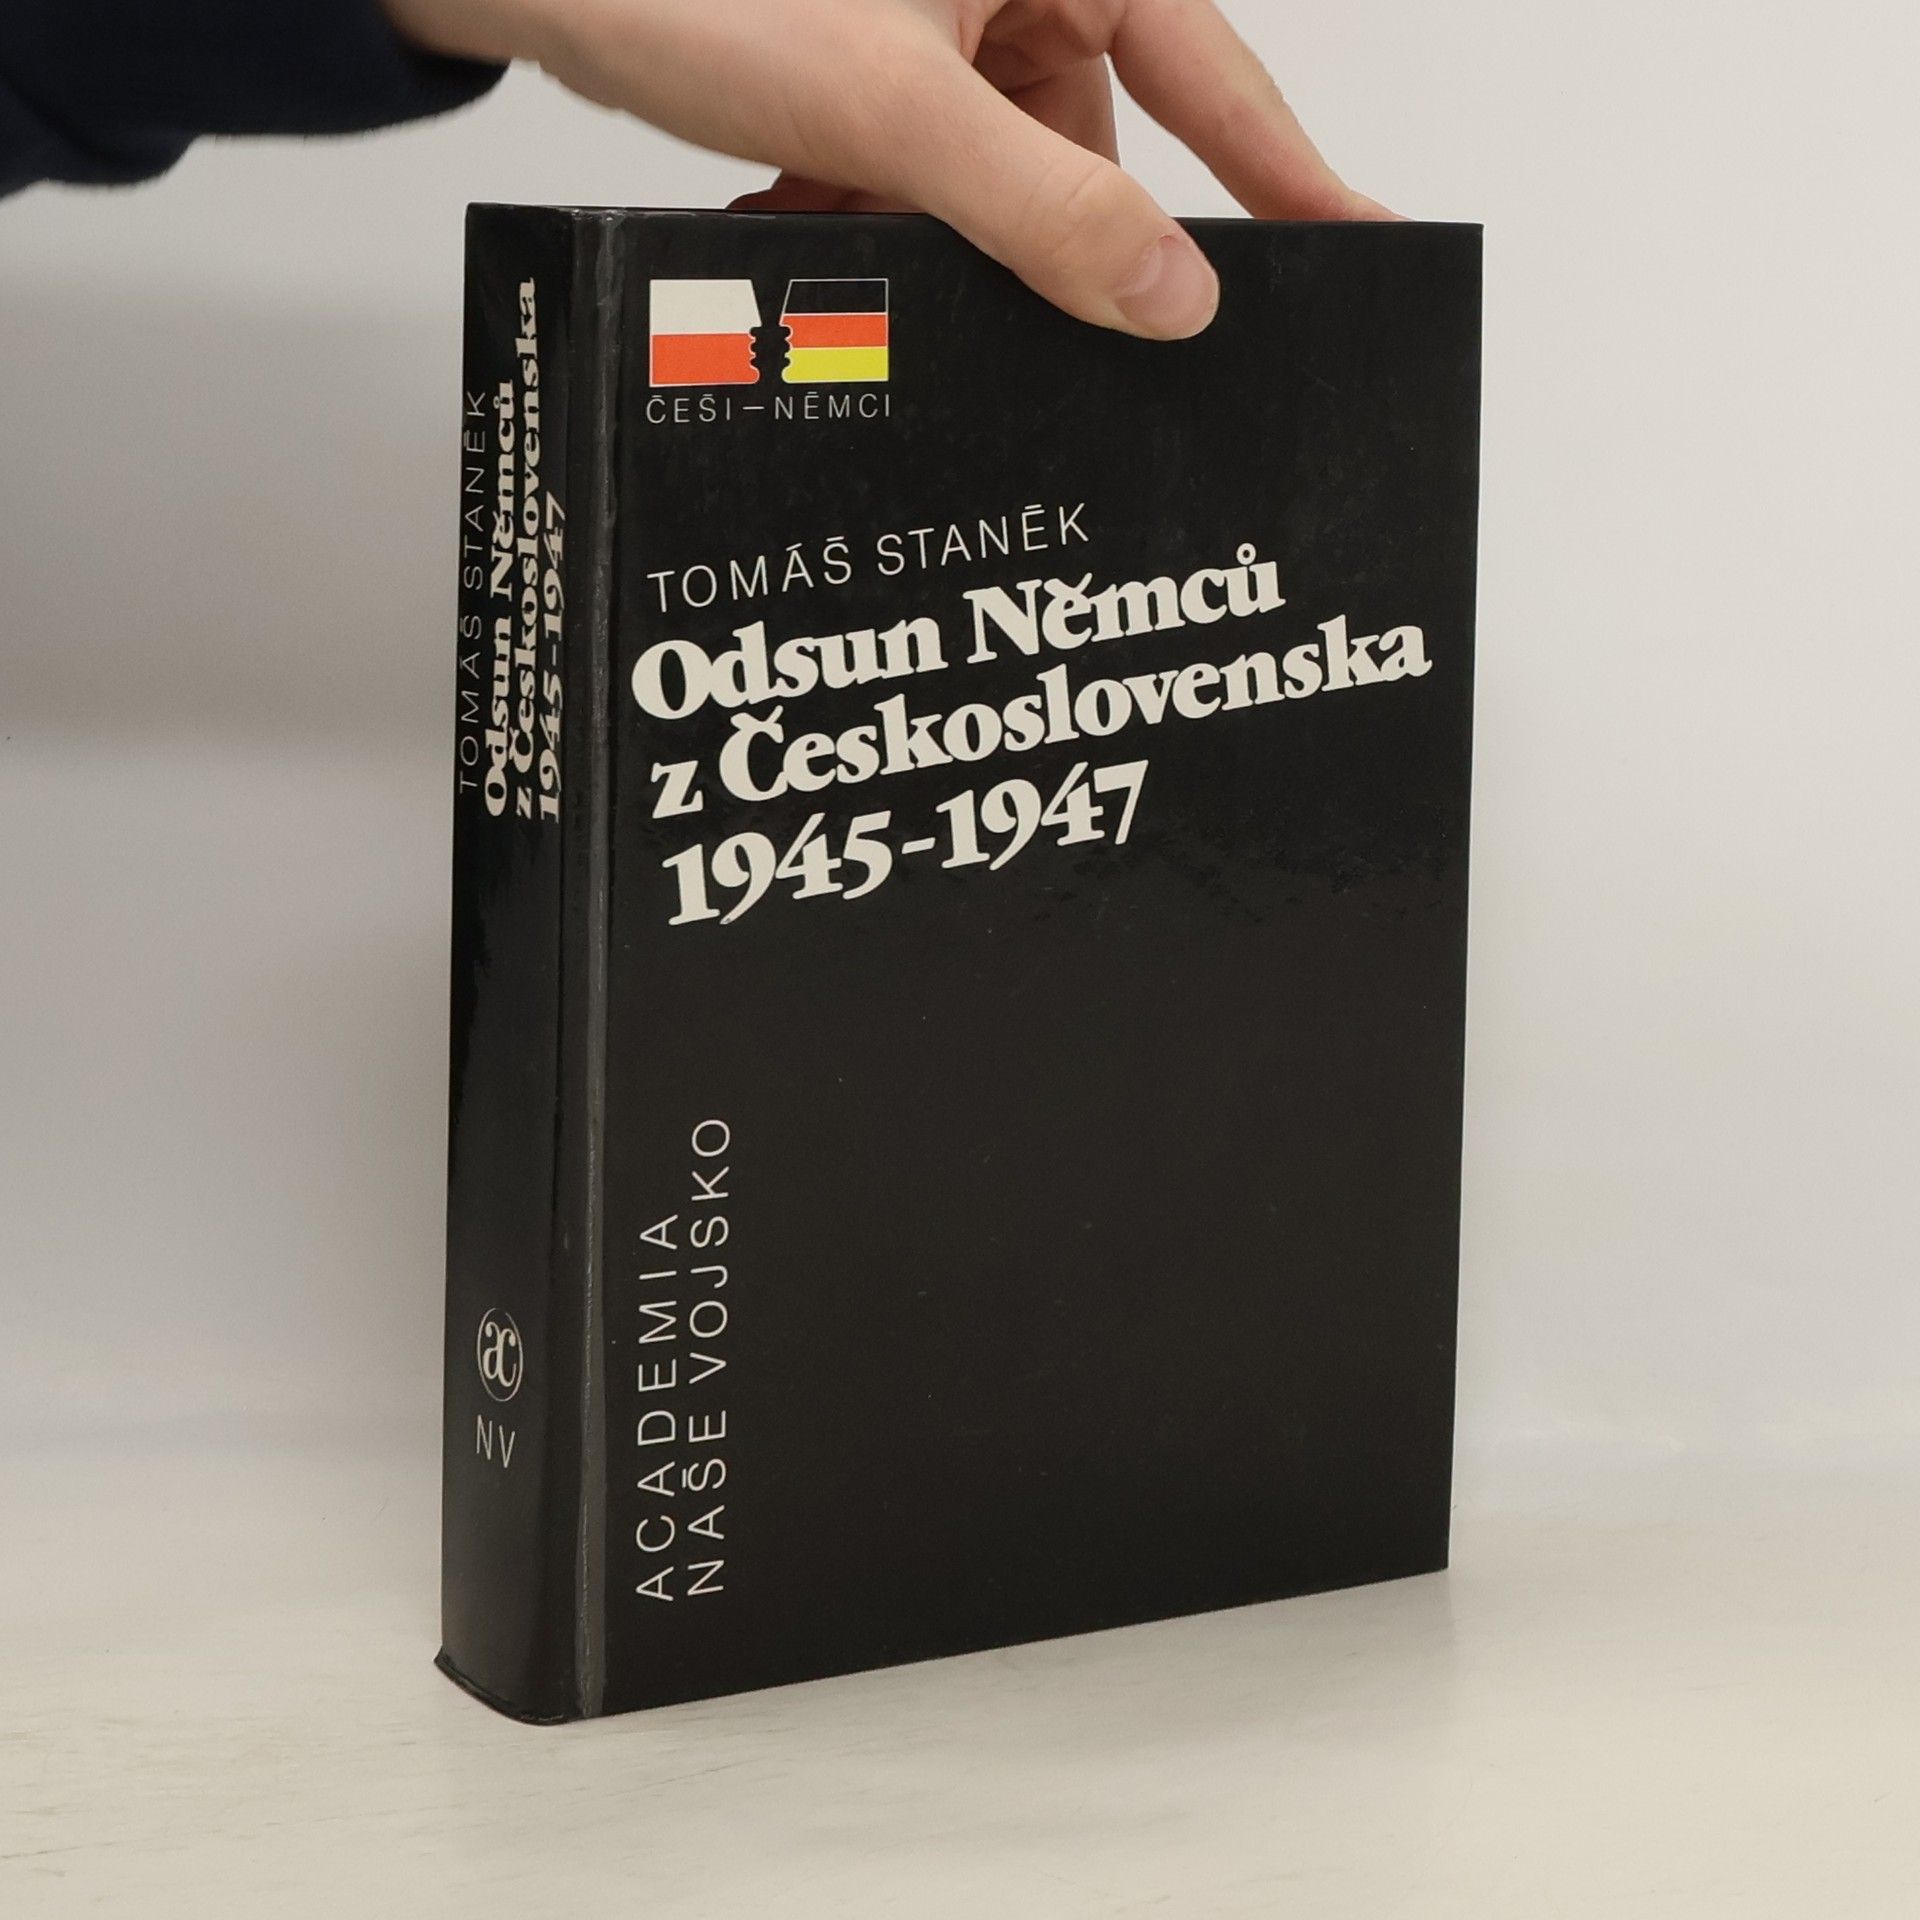 ČEŠI–NĚMCI
TOMÁŠ STANĚK
Odsun Němců
z Československa
1945-1947
ACADEMIA
NAŠE VOJSKO
TOMÁŠ STANĚK
Odsun Němců
z Československa
1945-1947
ac
NV